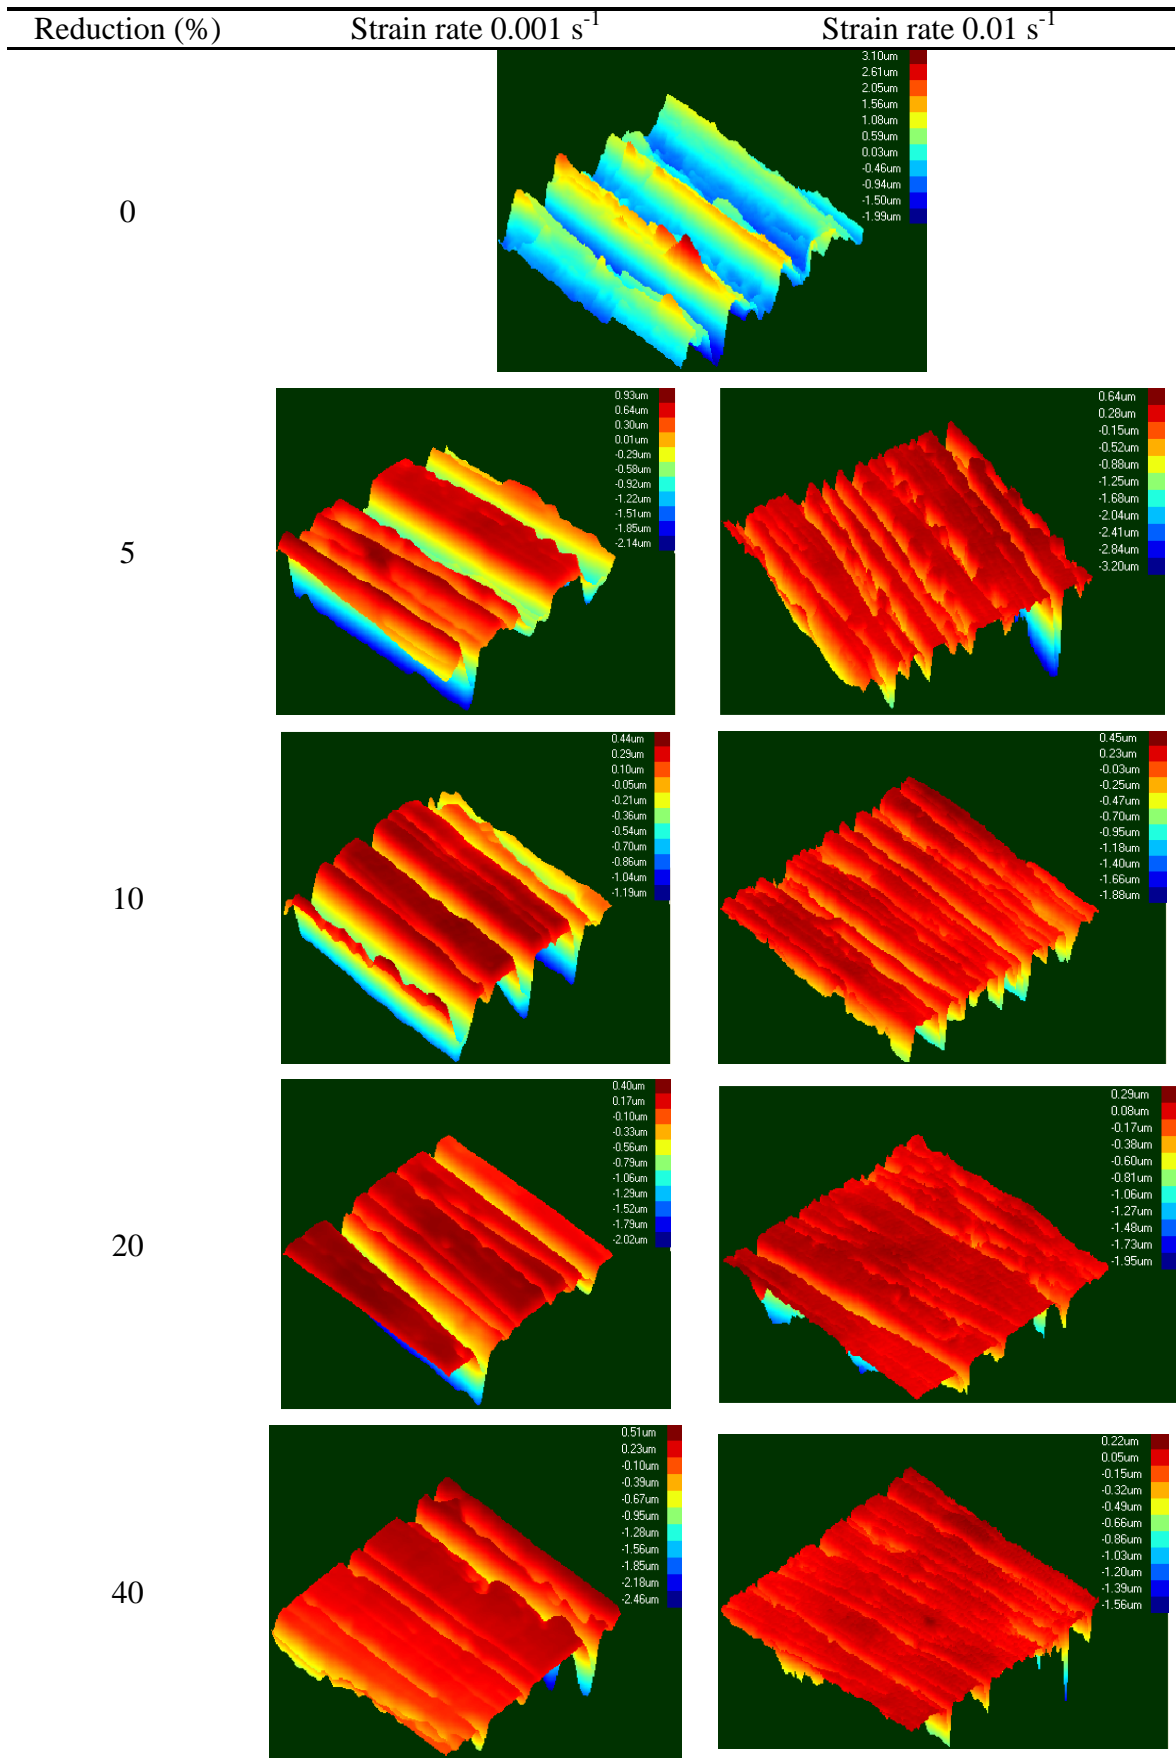 Reduction (%) Strain rate 0.001 s⁻¹ Strain rate 0.01 s⁻¹
0
3.10um
2.61um
2.05um
1.56um
1.08um
0.59um
0.03um
-0.46um
-0.94um
-1.50um
-1.99um
5
0.93um
0.64um
0.30um
0.01um
-0.29um
-0.58um
-0.92um
-1.22um
-1.51um
-1.85um
-2.14um
0.64um
0.28um
-0.15um
-0.52um
-0.88um
-1.25um
-1.68um
-2.04um
-2.41um
-2.84um
-3.20um
10
0.44um
0.29um
0.10um
-0.05um
-0.21um
-0.36um
-0.54um
-0.70um
-0.86um
-1.04um
-1.19um
0.45um
0.23um
-0.03um
-0.25um
-0.47um
-0.70um
-0.95um
-1.18um
-1.40um
-1.66um
-1.88um
20
0.40um
0.17um
-0.10um
-0.33um
-0.56um
-0.79um
-1.06um
-1.29um
-1.52um
-1.79um
-2.02um
0.29um
0.08um
-0.17um
-0.38um
-0.60um
-0.81um
-1.06um
-1.27um
-1.48um
-1.73um
-1.95um
40
0.51um
0.23um
-0.10um
-0.39um
-0.67um
-0.95um
-1.28um
-1.56um
-1.85um
-2.18um
-2.46um
0.22um
0.05um
-0.15um
-0.32um
-0.49um
-0.66um
-0.86um
-1.03um
-1.20um
-1.39um
-1.56um